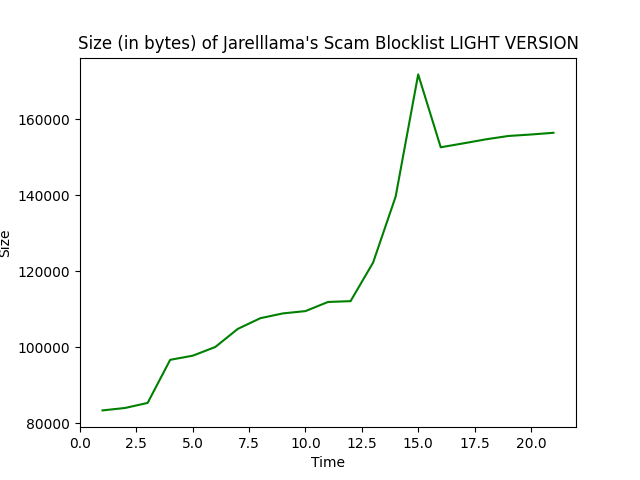 Size (in bytes) of Jarelllama's Scam Blocklist LIGHT VERSION
160000
140000
120000
100000
80000
Size
0.0 2.5 5.0 7.5 10.0 12.5 15.0 17.5 20.0
Time